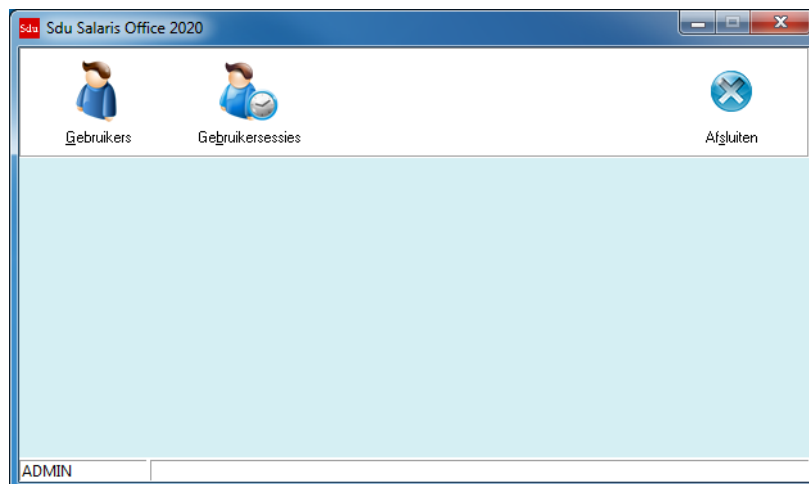 Sdu Sdu Salaris Office 2020
Gebruikers Gebruikersessies Afsluiten
ADMIN